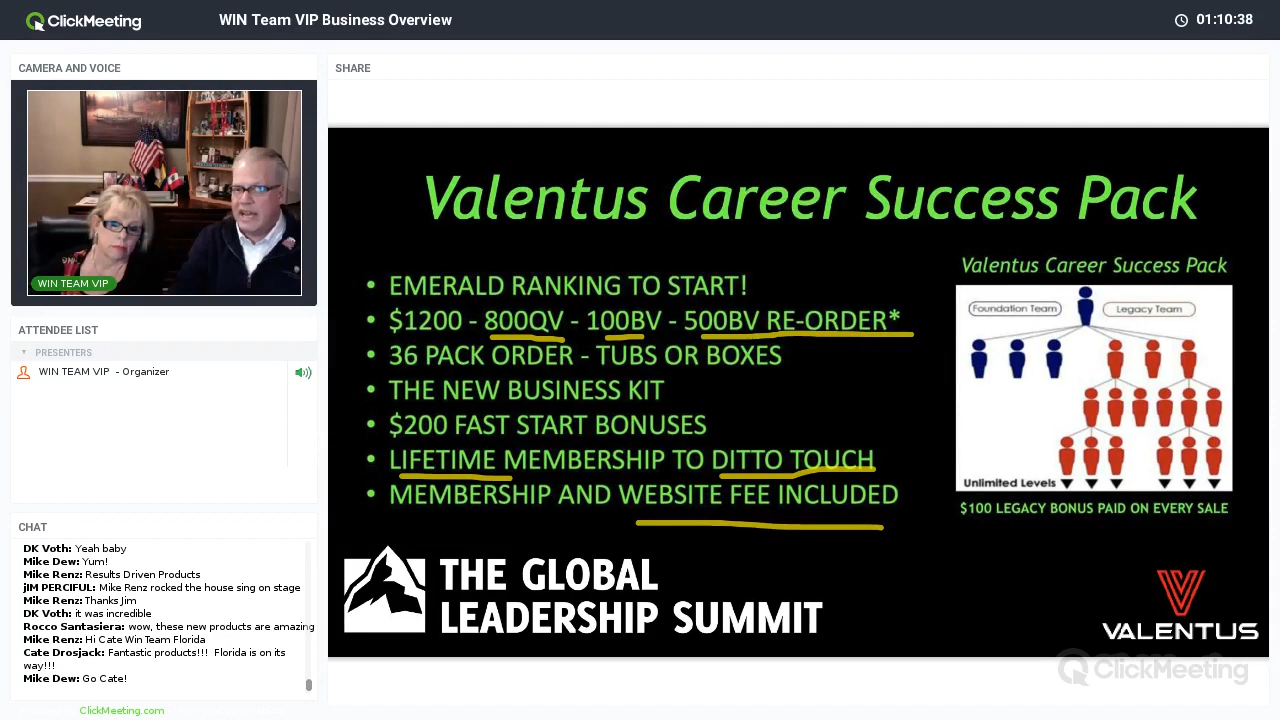 ClickMeeting
WIN Team VIP Business Overview
01:10:38
CAMERA AND VOICE
WIN TEAM VIP
ATTENDEE LIST
PRESENTERS
WIN TEAM VIP - Organizer
CHAT
DK Voth: Yeah baby
Mike Dew: Yum!
Mike Renz: Results Driven Products
jIM PERCIFUL: Mike Renz rocked the house sing on stage
Mike Renz: Thanks Jim
DK Voth: it was incredible
Rocco Santasiera: wow, these new products are amazing
Mike Renz: Hi Cate Win Team Florida
Cate Drosjack: Fantastic products!!! Florida is on its
way!!!
Mike Dew: Go Cate!
ClickMeeting.com
SHARE
Valentus Career Success Pack
• EMERALD RANKING TO START!
• $1200 - 800QV - 100BV - 500BV RE-ORDER*
• 36 PACK ORDER - TUBS OR BOXES
• THE NEW BUSINESS KIT
• $200 FAST START BONUSES
• LIFETIME MEMBERSHIP TO DITTO TOUCH
• MEMBERSHIP AND WEBSITE FEE INCLUDED
Valentus Career Success Pack
Foundation Team
Legacy Team
Unlimited Levels
$100 LEGACY BONUS PAID ON EVERY SALE
THE GLOBAL
LEADERSHIP SUMMIT
VALENTUS
ClickMeeting